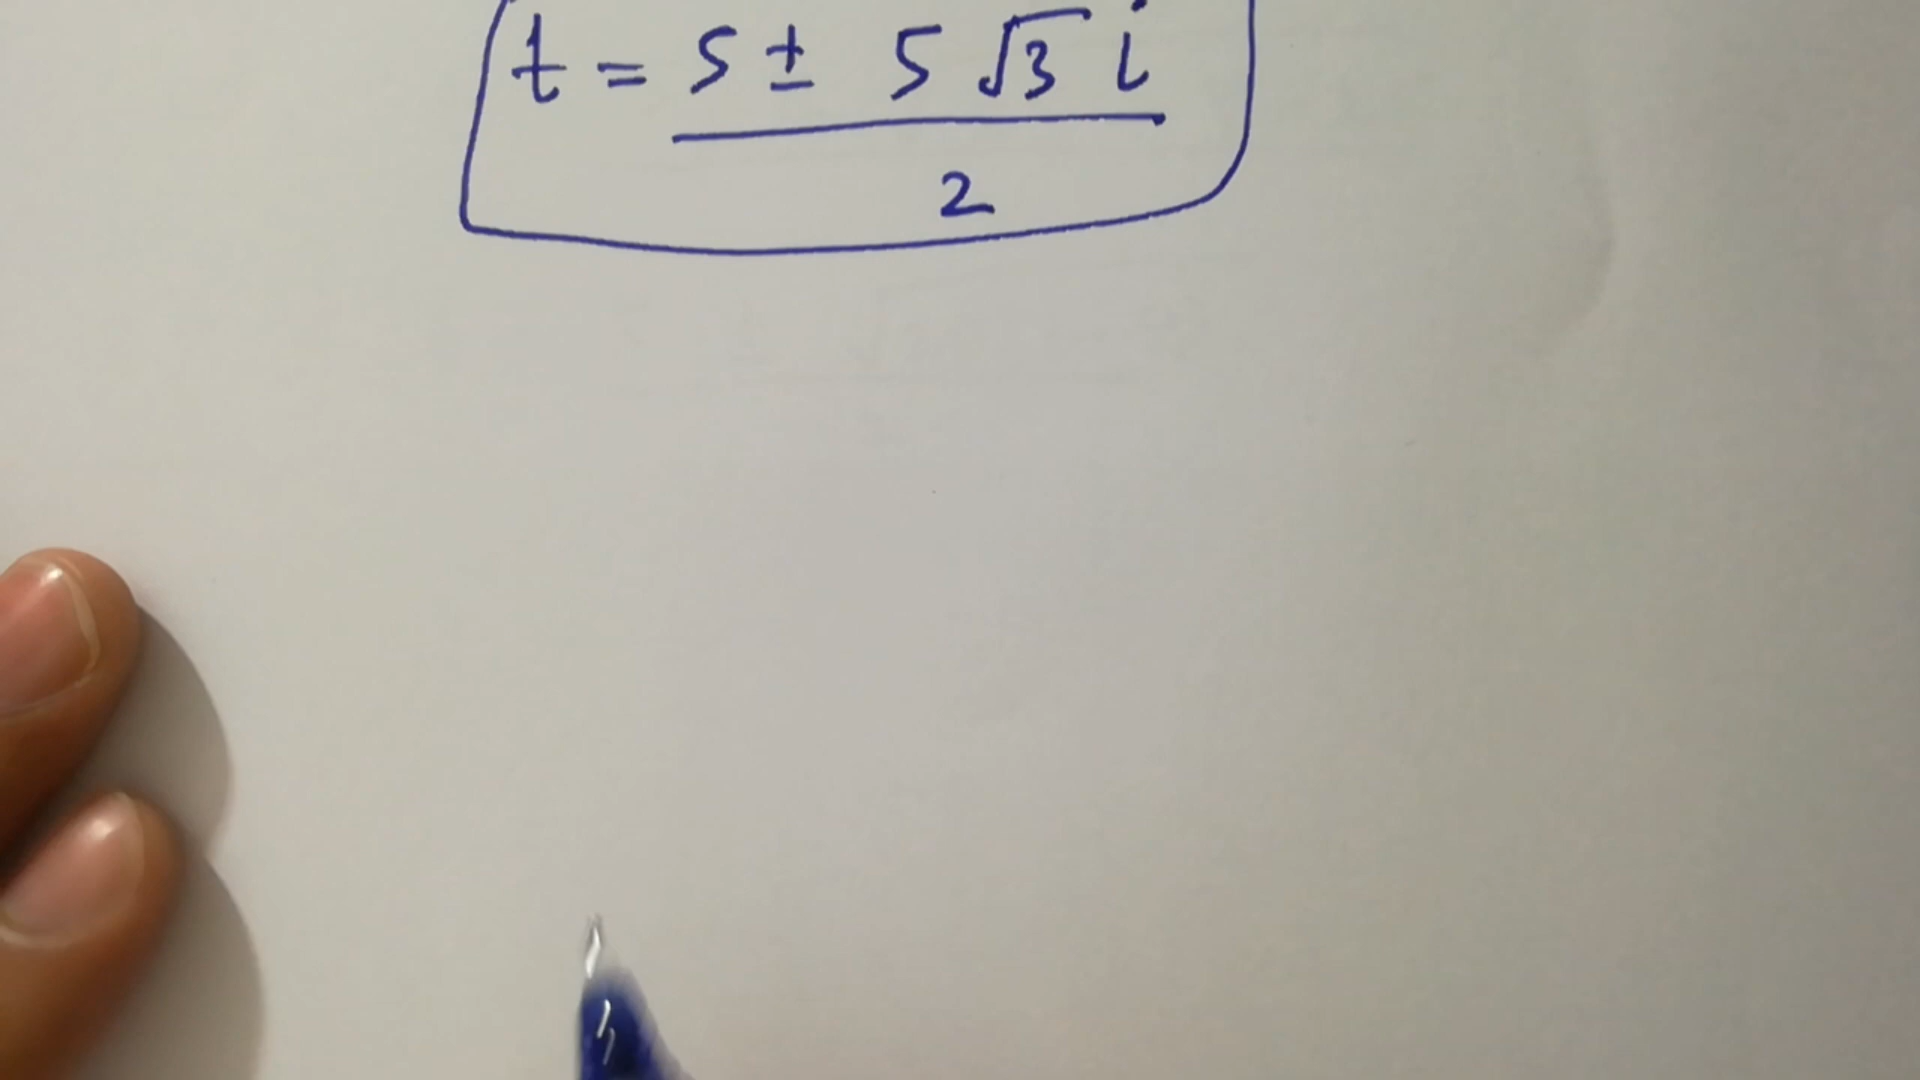 t = 5 ± 5 √3 i
2